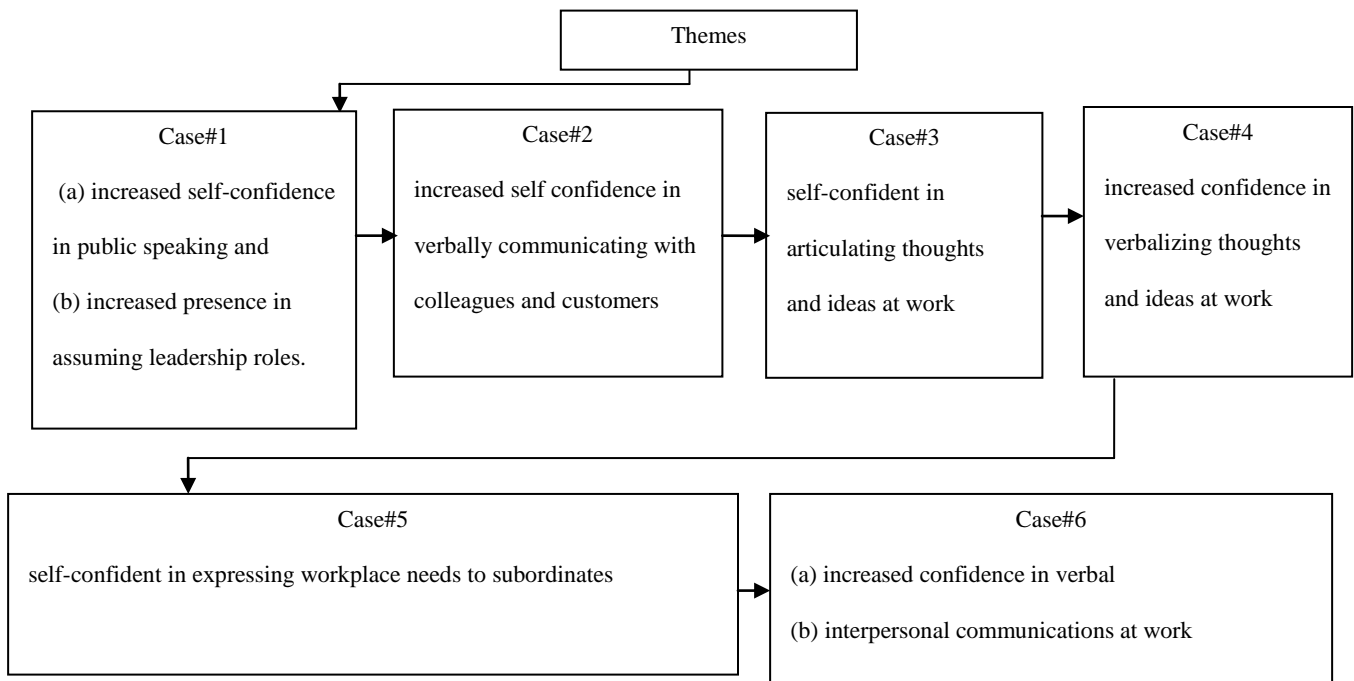 Themes
Case#1
(a) increased self-confidence
in public speaking and
(b) increased presence in
assuming leadership roles.
Case#2
increased self confidence in
verbally communicating with
colleagues and customers
Case#3
self-confident in
articulating thoughts
and ideas at work
Case#4
increased confidence in
verbalizing thoughts
and ideas at work
Case#5
self-confident in expressing workplace needs to subordinates
Case#6
(a) increased confidence in verbal
(b) interpersonal communications at work